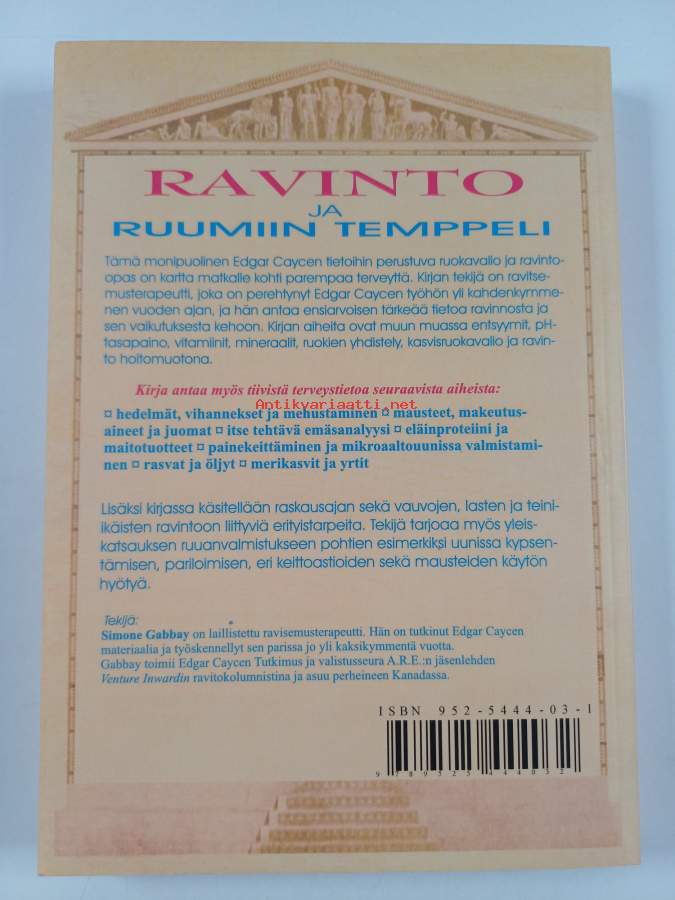 RAVINTO
JA
RUUMIIN TEMPPELI
Tämä monipuolinen Edgar Caycen tietoihin perustuva ruokavalio ja ravinto-
opas on kartta matkalle kohti parempaa terveyttä. Kirjan tekijä on ravitse-
musterapeutti, joka on perehtynyt Edgar Caycen työhön yli kahdenkymme-
nen vuoden ajan, ja hän antaa ensiarvoisen tärkeää tietoa ravinnosta ja
sen vaikutuksesta kehoon. Kirjan aiheita ovat muun muassa entsyymit, pH-
tasapaino, vitamiinit, mineraalit, ruokien yhdistely, kasvisruokavalio ja ravin-
to hoitomuotona.
Kirja antaa myös tiivistä terveystietoa seuraavista aiheista:
Antikvariaatti.net
¤ hedelmät, vihannekset ja mehustaminen ¤ mausteet, makeutus-
aineet ja juomat ¤ itse tehtävä emäsanalyysi ¤ eläinproteiini ja
maitotuotteet ¤ painekeittäminen ja mikroaaltouunissa valmistami-
nen ¤ rasvat ja öljyt ¤ merikasvit ja yrtit
Lisäksi kirjassa käsitellään raskausajan sekä vauvojen, lasten ja teini-
ikäisten ravintoon liittyviä erityistarpeita. Tekijä tarjoaa myös yleis-
katsauksen ruuanvalmistukseen pohtien esimerkiksi uunissa kypsen-
tämisen, pariloimisen, eri keittoastioiden sekä mausteiden käytön
hyötyä.
Tekijä:
Simone Gabbay on laillistettu ravisemusterapeutti. Hän on tutkinut Edgar Caycen
materiaalia ja työskennellyt sen parissa jo yli kaksikymmentä vuotta.
Gabbay toimii Edgar Caycen Tutkimus ja valistusseura A.R.E.:n jäsenlehden
Venture Inwardin ravitokolumnistina ja asuu perheineen Kanadassa.
ISBN 952-5444-03-1
9 789525 444032